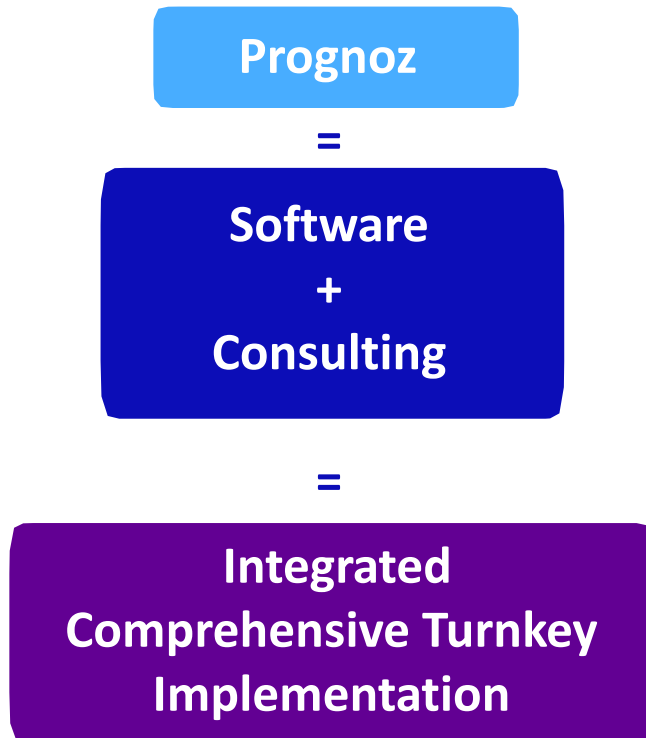 Prognoz
=
Software
+
Consulting
=
Integrated
Comprehensive Turnkey
Implementation